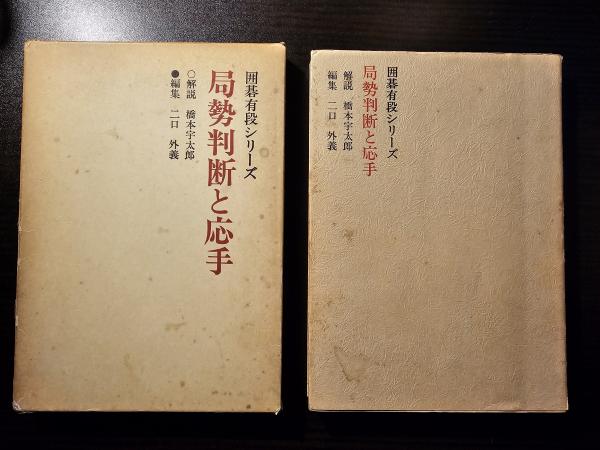 囲碁有段シリーズ
局勢判断と応手
○解説 橋本宇太郎
●編集 二口外義
囲碁有段シリーズ
局勢判断と応手
解説 橋本宇太郎
編集 二口外義